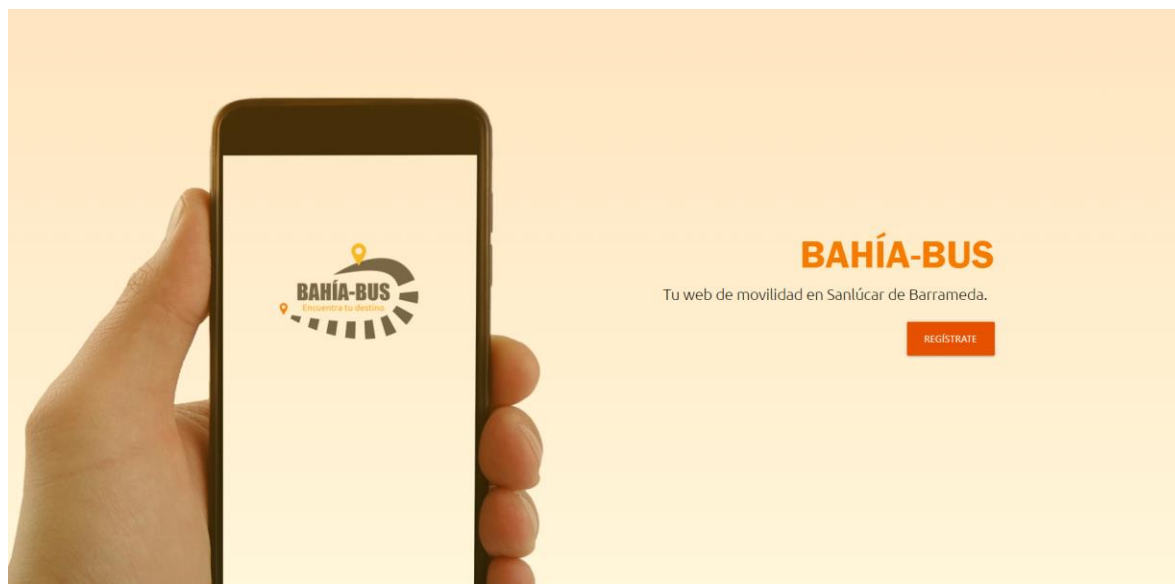 BAHÍA-BUS
Encuentra tu destino
BAHÍA-BUS
Tu web de movilidad en Sanlúcar de Barrameda.
REGÍSTRATE